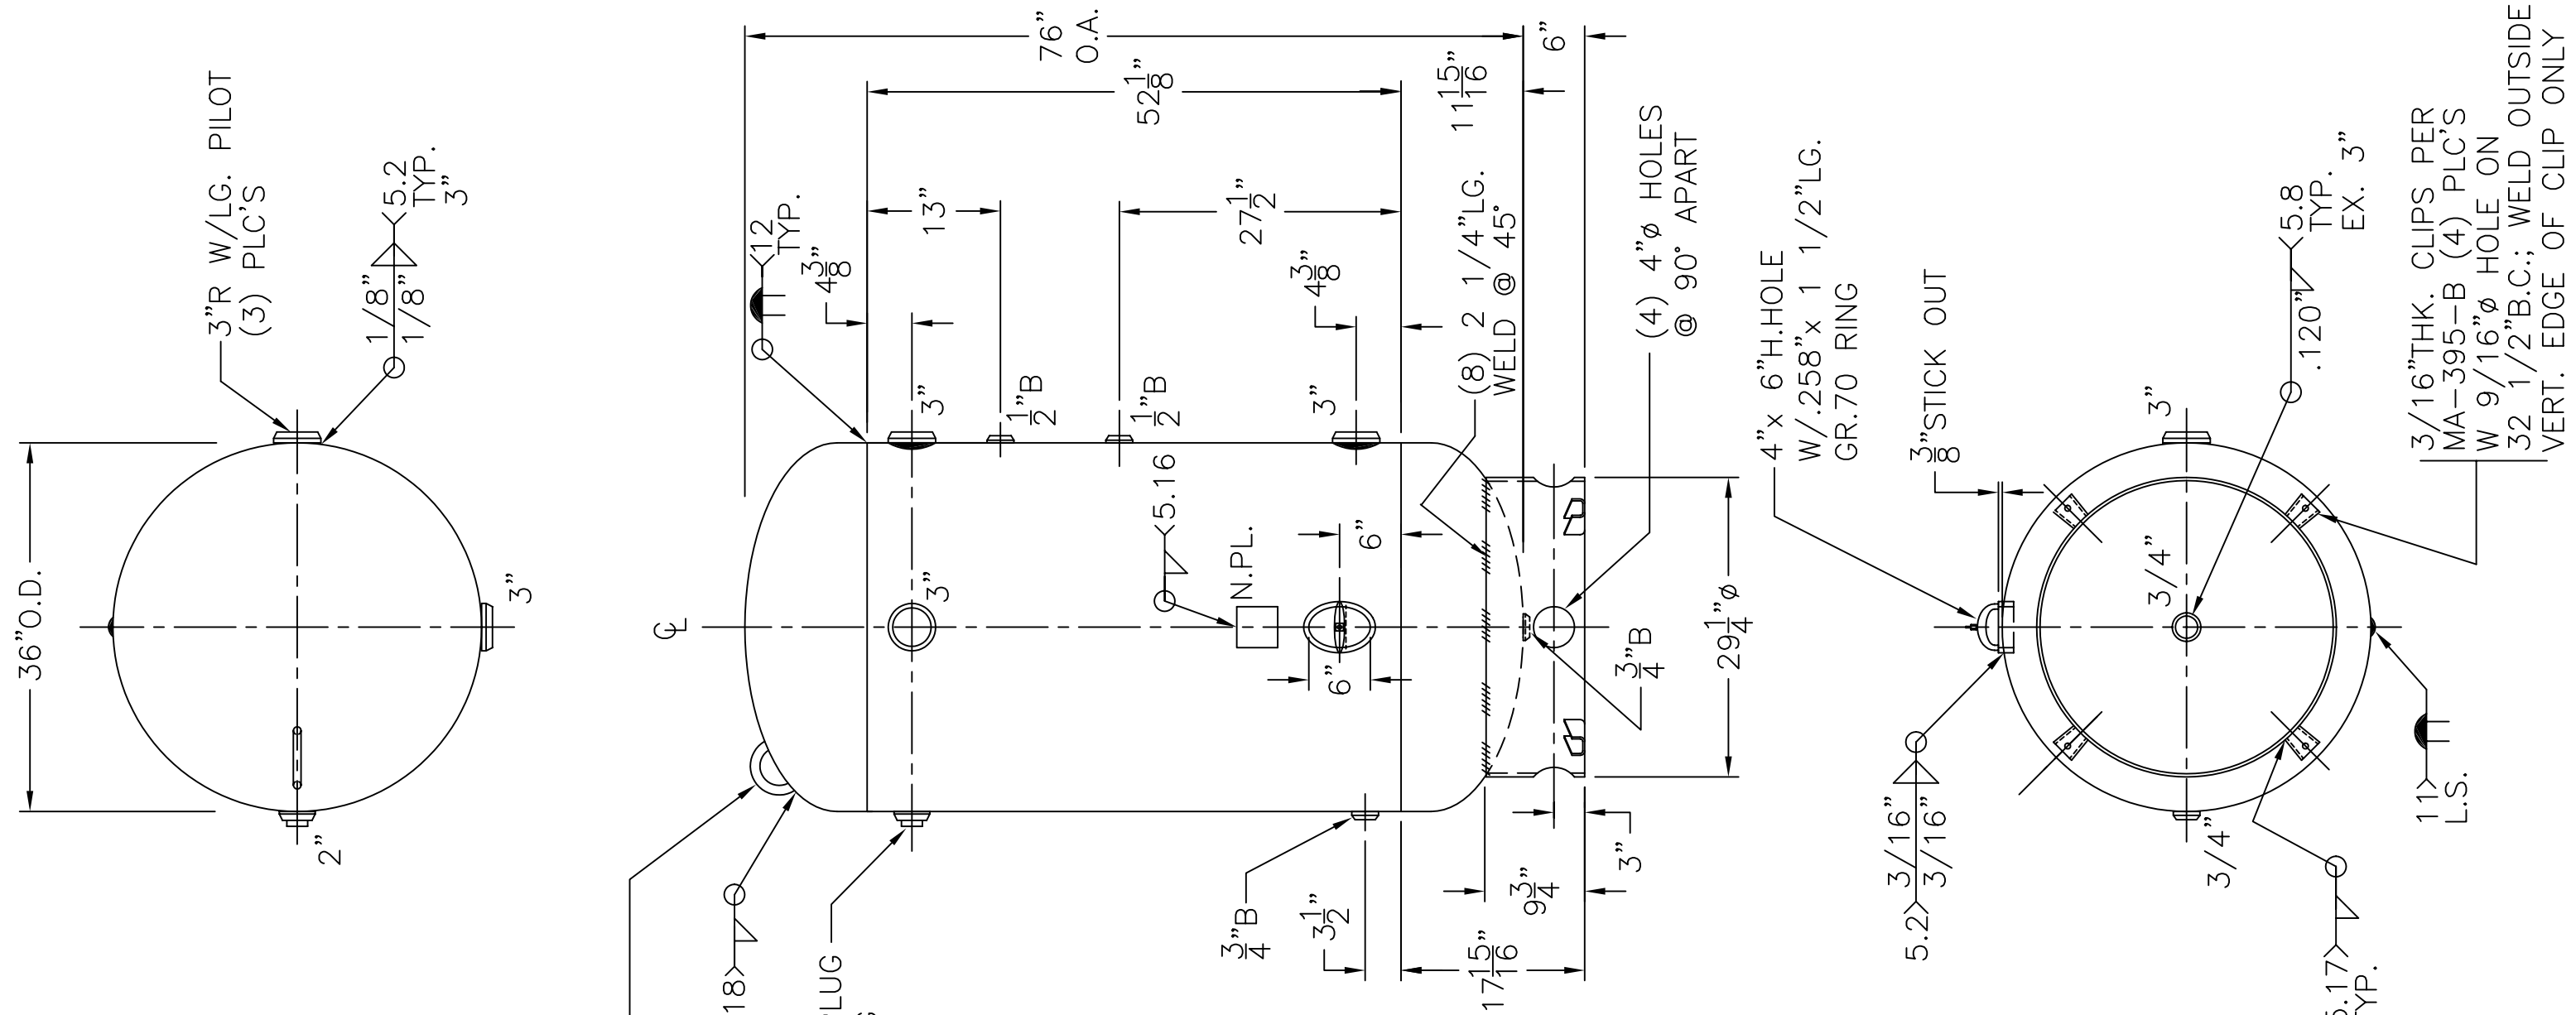 36"O.D.
3"R W/LG. PILOT
(3) PLC'S
1/8"
1/8"
5.2
TYP.
3"
3"
2"
76"
O.A.
52 1/8"
11 15/16"
6"
12
TYP.
4 3/8"
13"
27 1/2"
4 3/8"
3"
1/2"B
1/2"B
3"
(8) 2 1/4"LG.
WELD @ 45°
(4) 4"ø HOLES
@ 90° APART
CL
3"
5.16
N.PL.
6"
6"
3/4"B
29 1/4"ø
18
LUG
3/4"B
3 1/2"
17 15/16"
9 3/4"
3"
4"x 6"H.HOLE
W/.258"x 1 1/2"LG.
GR.70 RING
3/8"STICK OUT
5.8
TYP.
EX. 3"
.120"
3/16"THK. CLIPS PER
MA-395-B (4) PLC'S
W 9/16"ø HOLE ON
32 1/2"B.C.; WELD OUTSIDE
VERT. EDGE OF CLIP ONLY
3"
3/4"
3/4"
5.2
3/16"
3/16"
11
L.S.
5.17
YP.